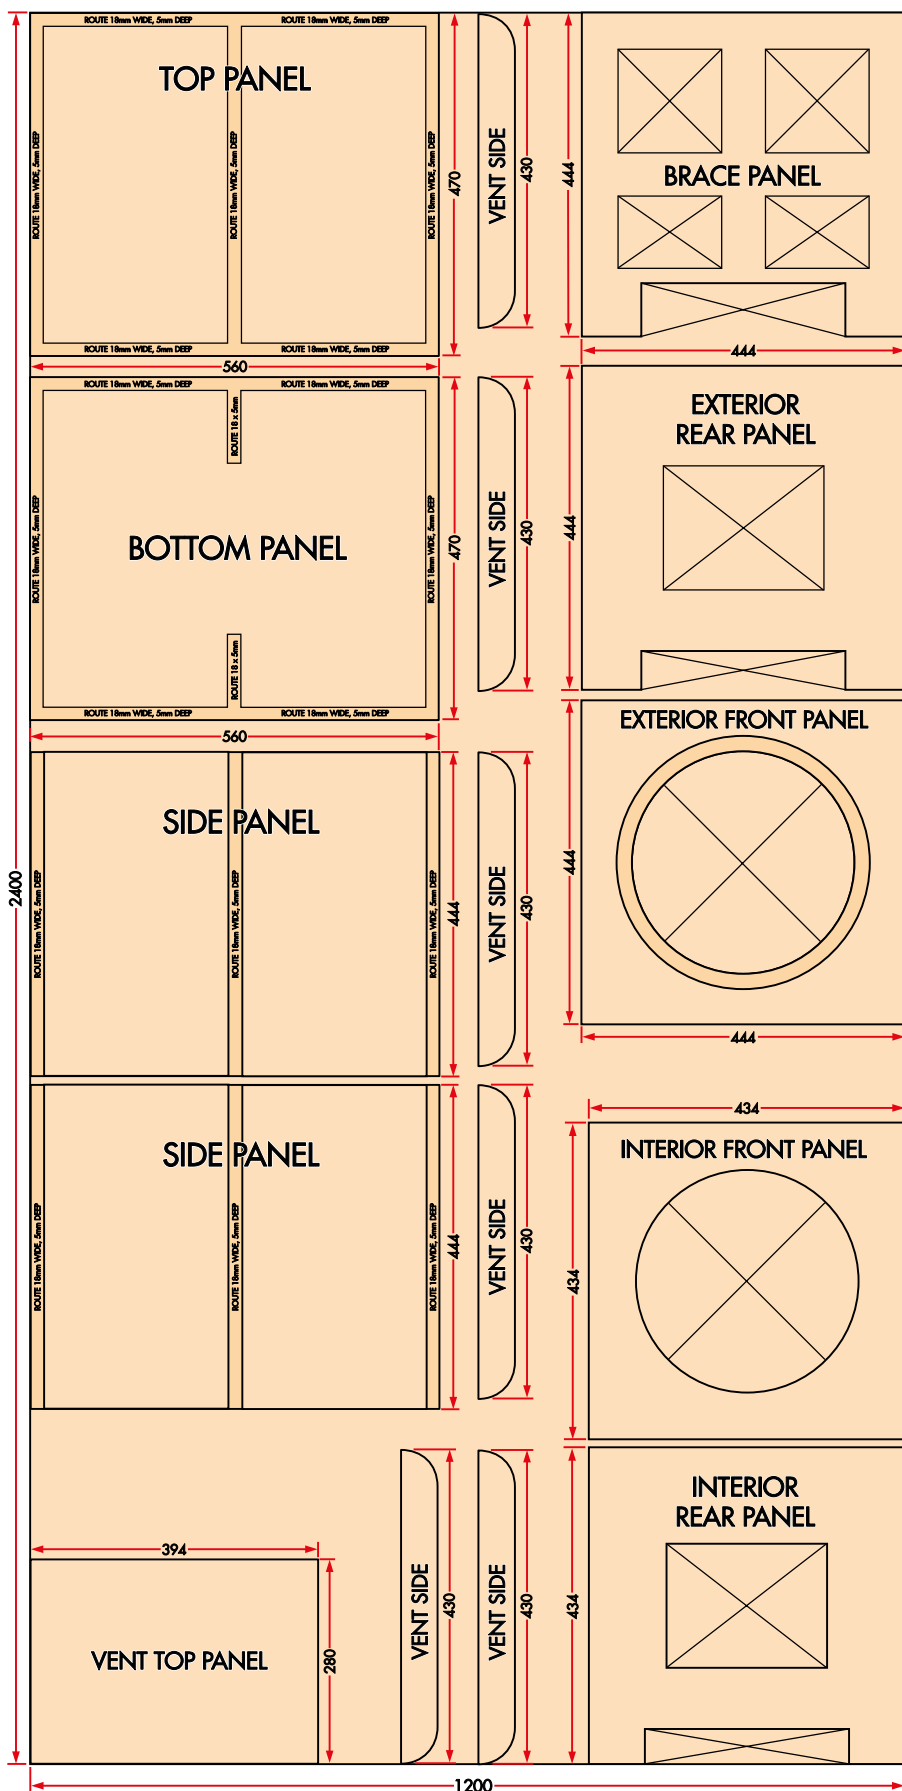 ROUTE 18mm WIDE, 5mm DEEP
ROUTE 18mm WIDE, 5mm DEEP
TOP PANEL
ROUTE 18mm WIDE, 5mm DEEP
ROUTE 18mm WIDE, 5mm DEEP
ROUTE 18mm WIDE, 5mm DEEP
470
ROUTE 18mm WIDE, 5mm DEEP
ROUTE 18mm WIDE, 5mm DEEP
560
VENT SIDE
430
444
BRACE PANEL
444
ROUTE 18mm WIDE, 5mm DEEP
ROUTE 18mm WIDE, 5mm DEEP
ROUTE 18 x 5mm
ROUTE 18mm WIDE, 5mm DEEP
BOTTOM PANEL
ROUTE 18mm WIDE, 5mm DEEP
470
ROUTE 18 x 5mm
ROUTE 18mm WIDE, 5mm DEEP
ROUTE 18mm WIDE, 5mm DEEP
560
VENT SIDE
430
444
EXTERIOR
REAR PANEL
EXTERIOR FRONT PANEL
444
444
2400
SIDE PANEL
ROUTE 18mm WIDE, 5mm DEEP
ROUTE 18mm WIDE, 5mm DEEP
ROUTE 18mm WIDE, 5mm DEEP
444
VENT SIDE
430
SIDE PANEL
ROUTE 18mm WIDE, 5mm DEEP
ROUTE 18mm WIDE, 5mm DEEP
ROUTE 18mm WIDE, 5mm DEEP
444
VENT SIDE
430
434
INTERIOR FRONT PANEL
434
394
VENT TOP PANEL
280
VENT SIDE
430
VENT SIDE
430
434
INTERIOR
REAR PANEL
1200